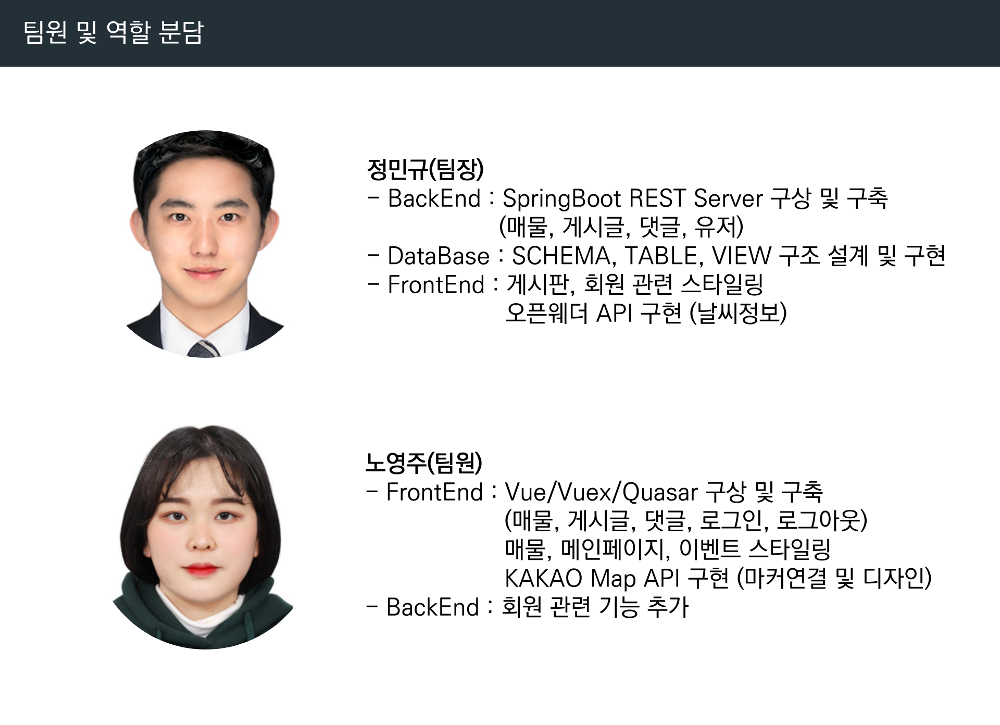 팀원 및 역할 분담
정민규(팀장)
- BackEnd : SpringBoot REST Server 구상 및 구축
(매물, 게시글, 댓글, 유저)
- DataBase : SCHEMA, TABLE, VIEW 구조 설계 및 구현
- FrontEnd : 게시판, 회원 관련 스타일링
오픈웨더 API 구현 (날씨정보)
노영주(팀원)
- FrontEnd : Vue/Vuex/Quasar 구상 및 구축
(매물, 게시글, 댓글, 로그인, 로그아웃)
매물, 메인페이지, 이벤트 스타일링
KAKAO Map API 구현 (마커연결 및 디자인)
- BackEnd : 회원 관련 기능 추가